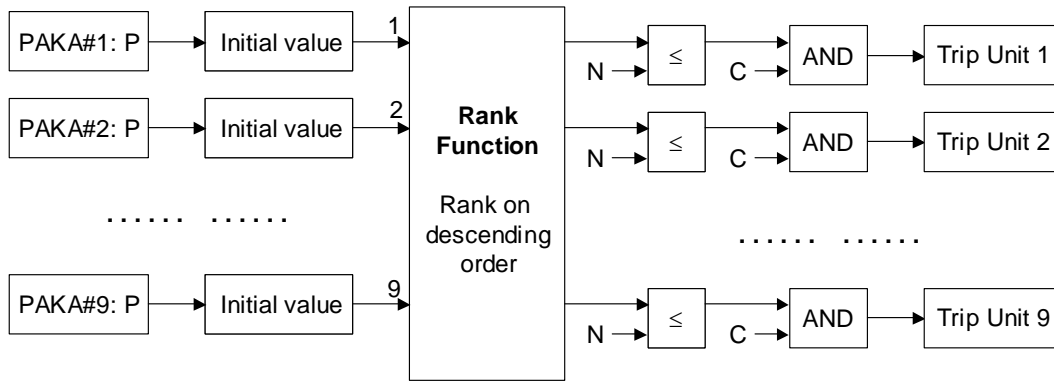 PAKA#1: P Initial value 1 N ≤ C AND Trip Unit 1
PAKA#2: P Initial value 2 N ≤ C AND Trip Unit 2
Rank
Function
Rank on
descending
order
...... ...... ...... ......
PAKA#9: P Initial value 9 N ≤ C AND Trip Unit 9